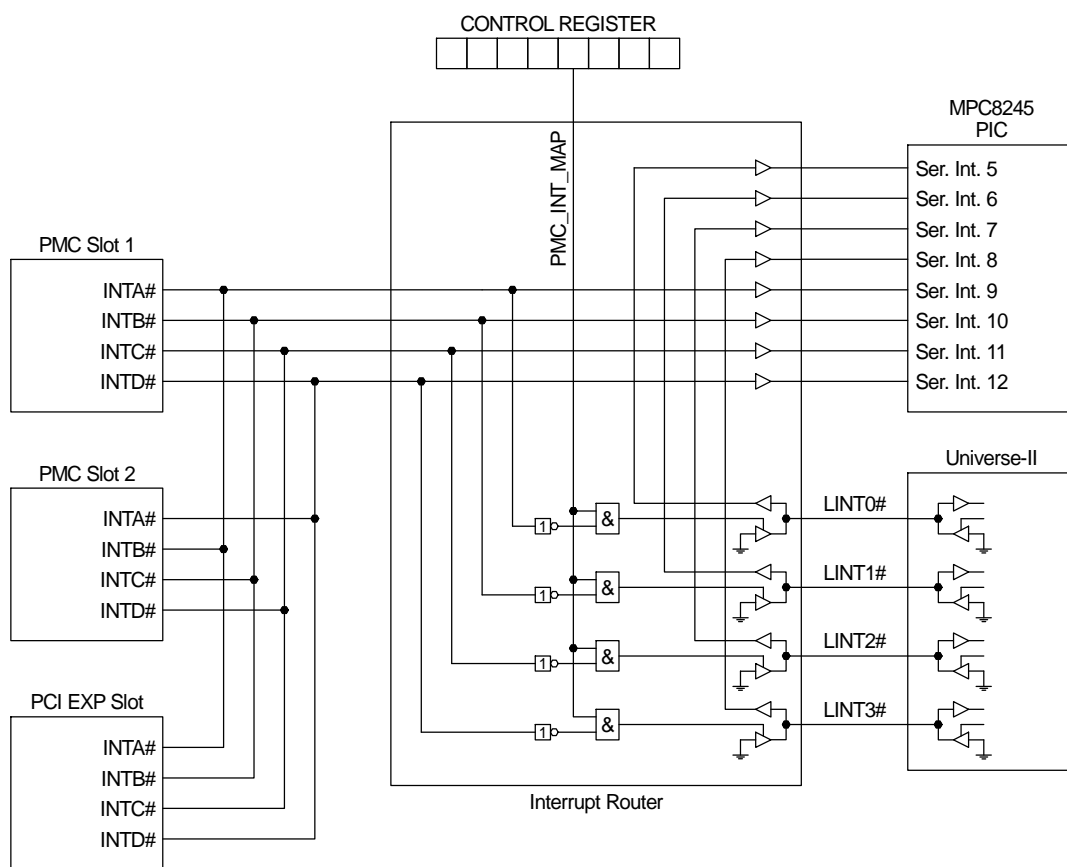 CONTROL REGISTER
MPC8245
PIC
PMC_INT_MAP
Ser. Int. 5
Ser. Int. 6
Ser. Int. 7
Ser. Int. 8
Ser. Int. 9
Ser. Int. 10
Ser. Int. 11
Ser. Int. 12
PMC Slot 1
INTA#
INTB#
INTC#
INTD#
PMC Slot 2
INTA#
INTB#
INTC#
INTD#
PCI EXP Slot
INTA#
INTB#
INTC#
INTD#
1
&
1
&
1
&
1
&
Universe-II
LINT0#
LINT1#
LINT2#
LINT3#
Interrupt Router